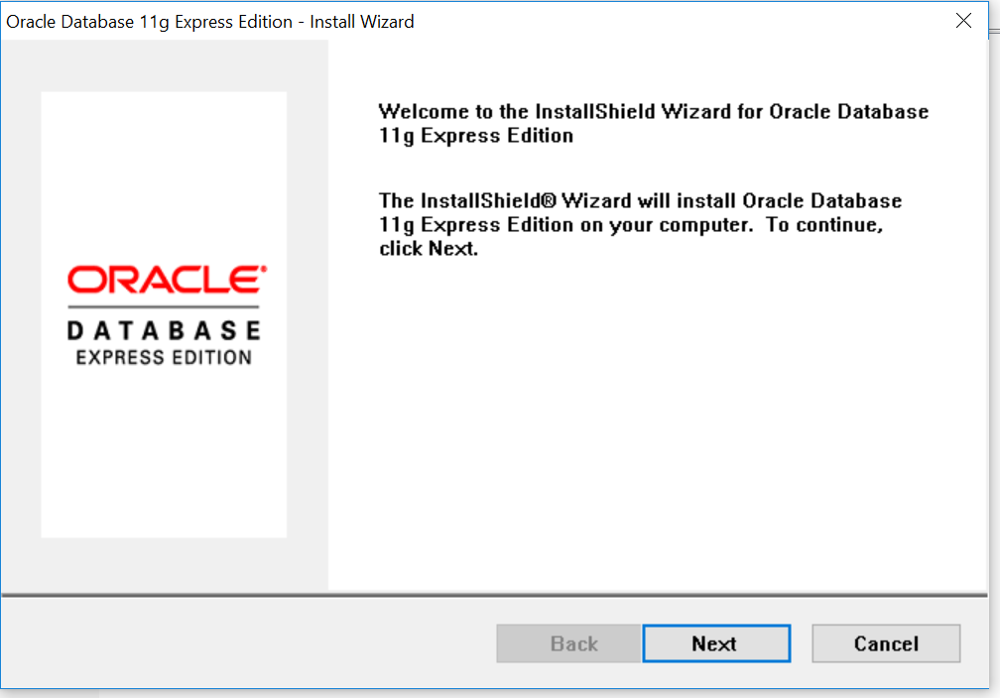 Oracle Database 11g Express Edition - Install Wizard
Welcome to the InstallShield Wizard for Oracle Database
11g Express Edition
The InstallShield® Wizard will install Oracle Database
11g Express Edition on your computer.  To continue,
click Next.
ORACLE®
DATABASE
EXPRESS EDITION
Back
Next
Cancel